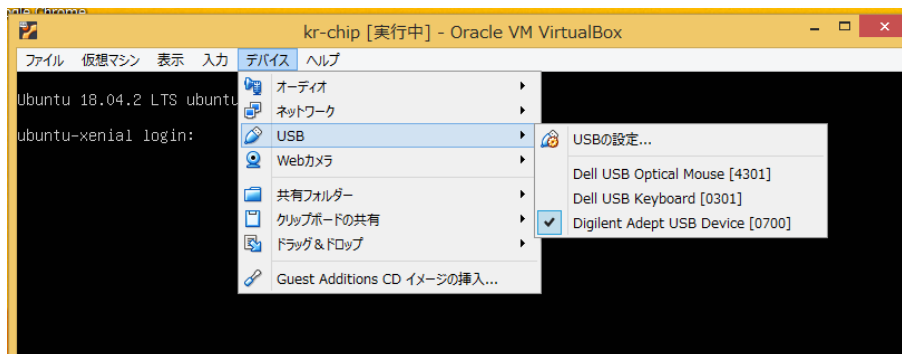 kr-chip [実行中] - Oracle VM VirtualBox
ファイル 仮想マシン 表示 入力 デバイス ヘルプ
Ubuntu 18.04.2 LTS ubuntu
ubuntu-xenial login:
オーディオ
ネットワーク
USB
Webカメラ
共有フォルダー
クリップボードの共有
ドラッグ&ドロップ
Guest Additions CD イメージの挿入...
USBの設定...
Dell USB Optical Mouse [4301]
Dell USB Keyboard [0301]
Digilent Adept USB Device [0700]